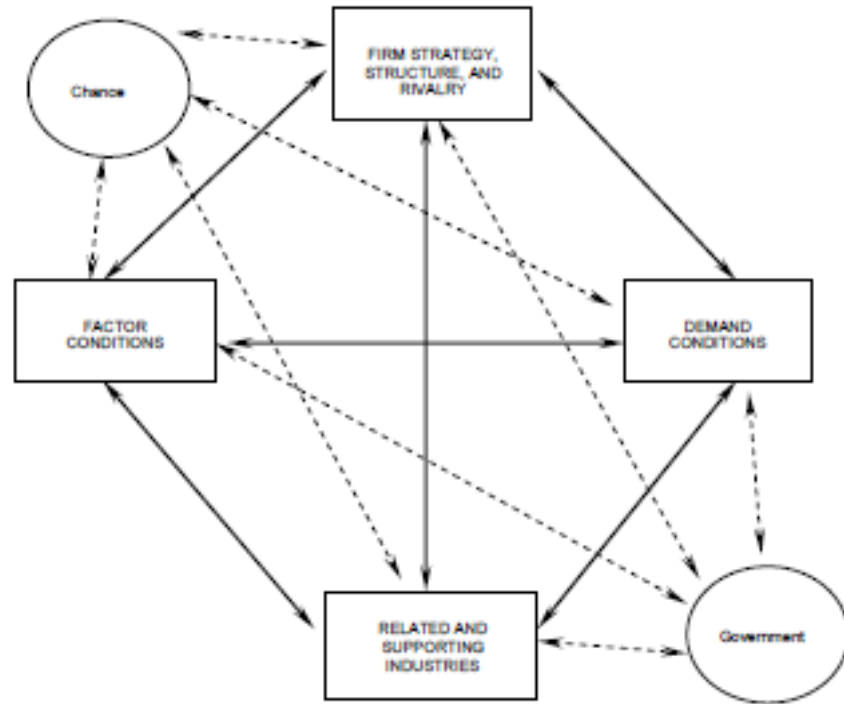 FIRM STRATEGY,
STRUCTURE, AND
RIVALRY
Chance
FACTOR
CONDITIONS
DEMAND
CONDITIONS
RELATED AND
SUPPORTING
INDUSTRIES
Government